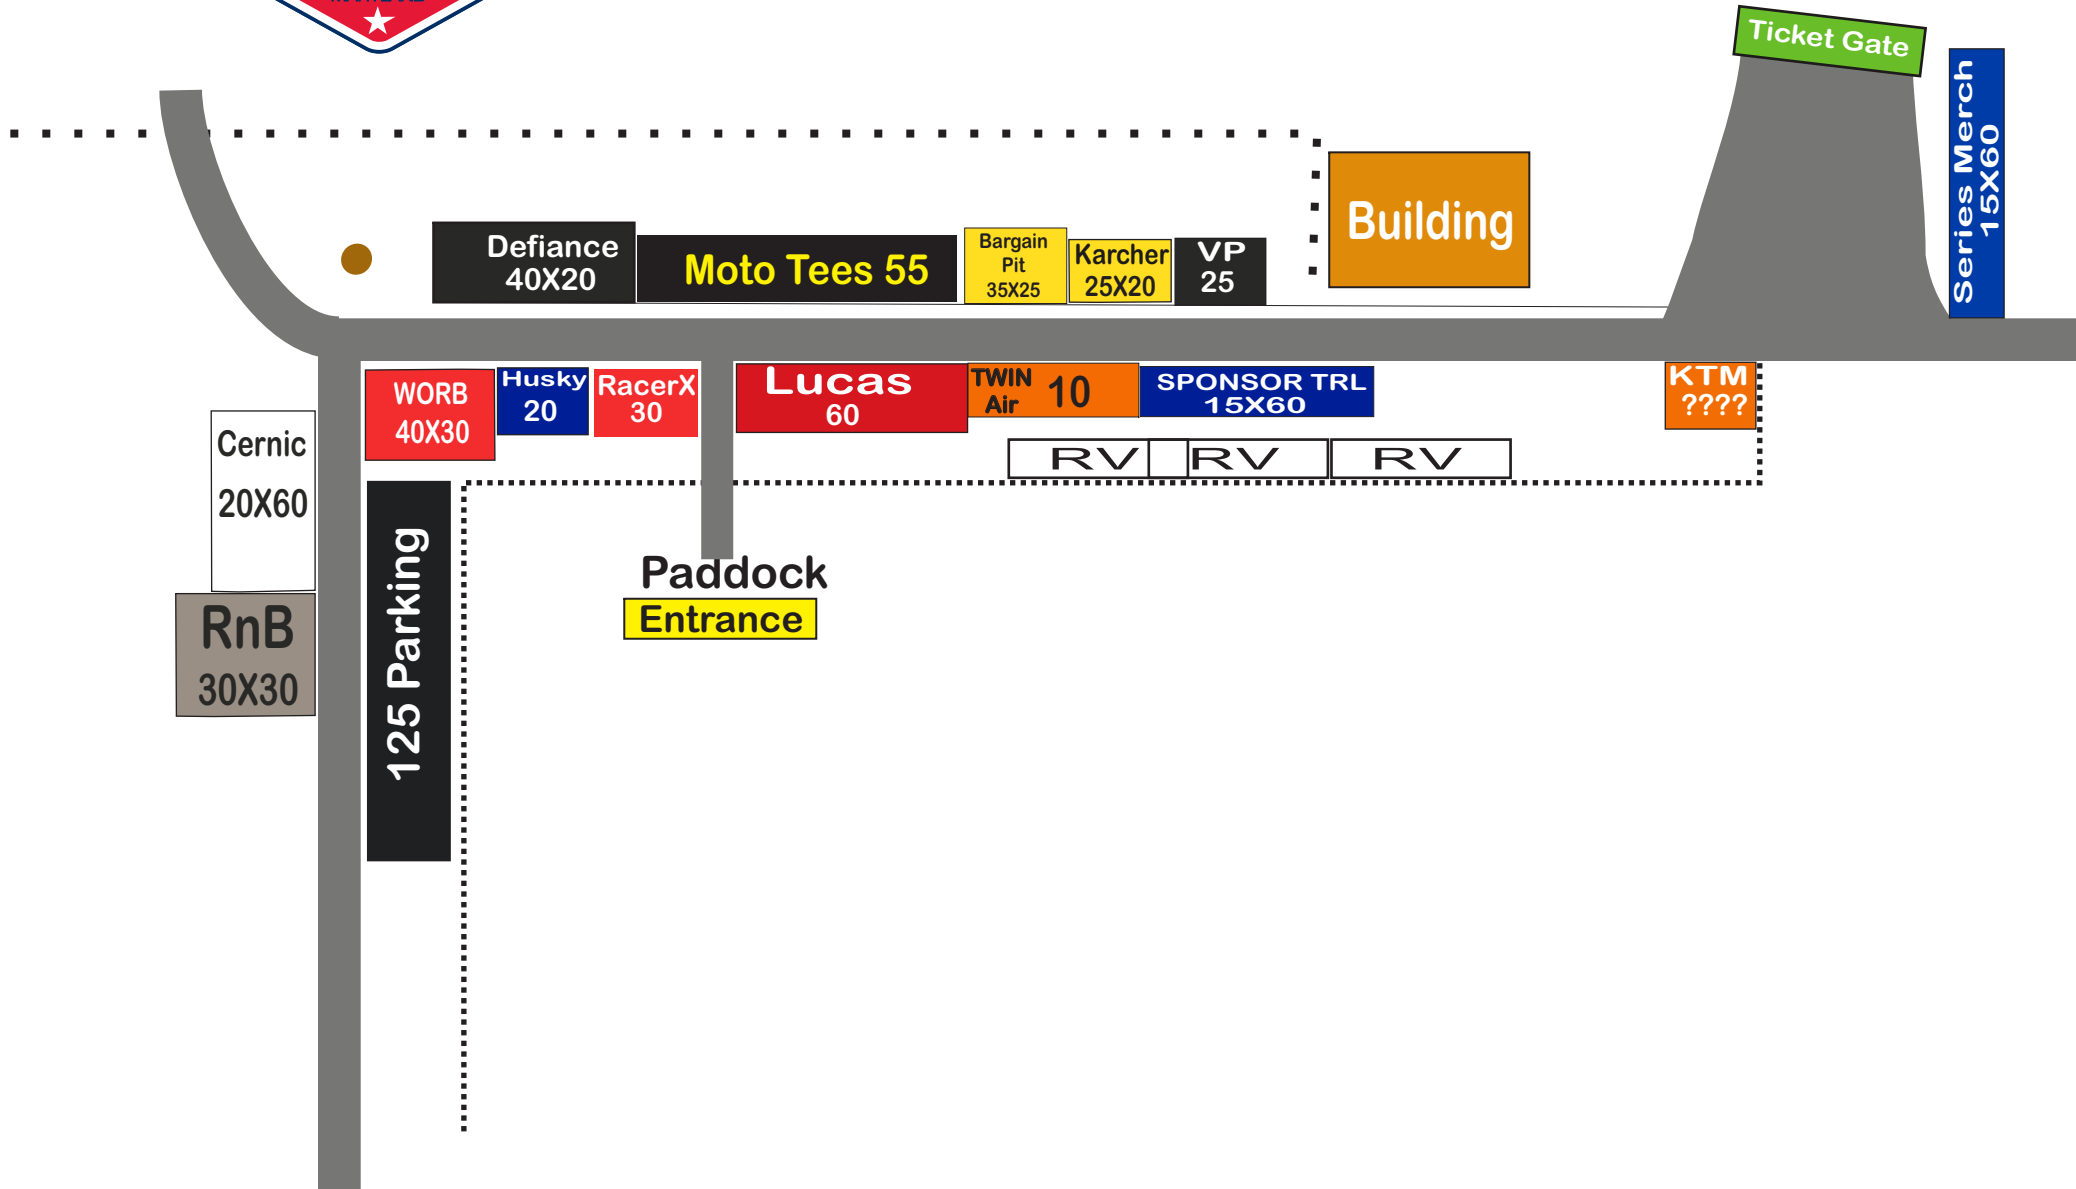 Ticket Gate
Series Merch
15X60
Building
Defiance
40X20
Moto Tees 55
Bargain
Pit
35X25
Karcher
25X20
VP
25
WORB
40X30
Husky
20
RacerX
30
Lucas
60
TWIN
Air
10
SPONSOR TRL
15X60
KTM
????
RV
RV
RV
Cernic
20X60
RnB
30X30
125 Parking
Paddock
Entrance